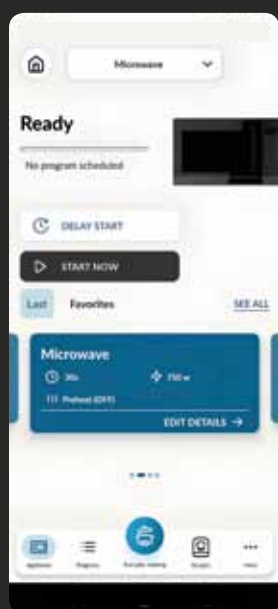 Microwave
Ready
No program scheduled
DELAY START
START NOW
Last Favorites SEE ALL
Microwave
30s 750 w
Preheat (OFF)
EDIT DETAILS →